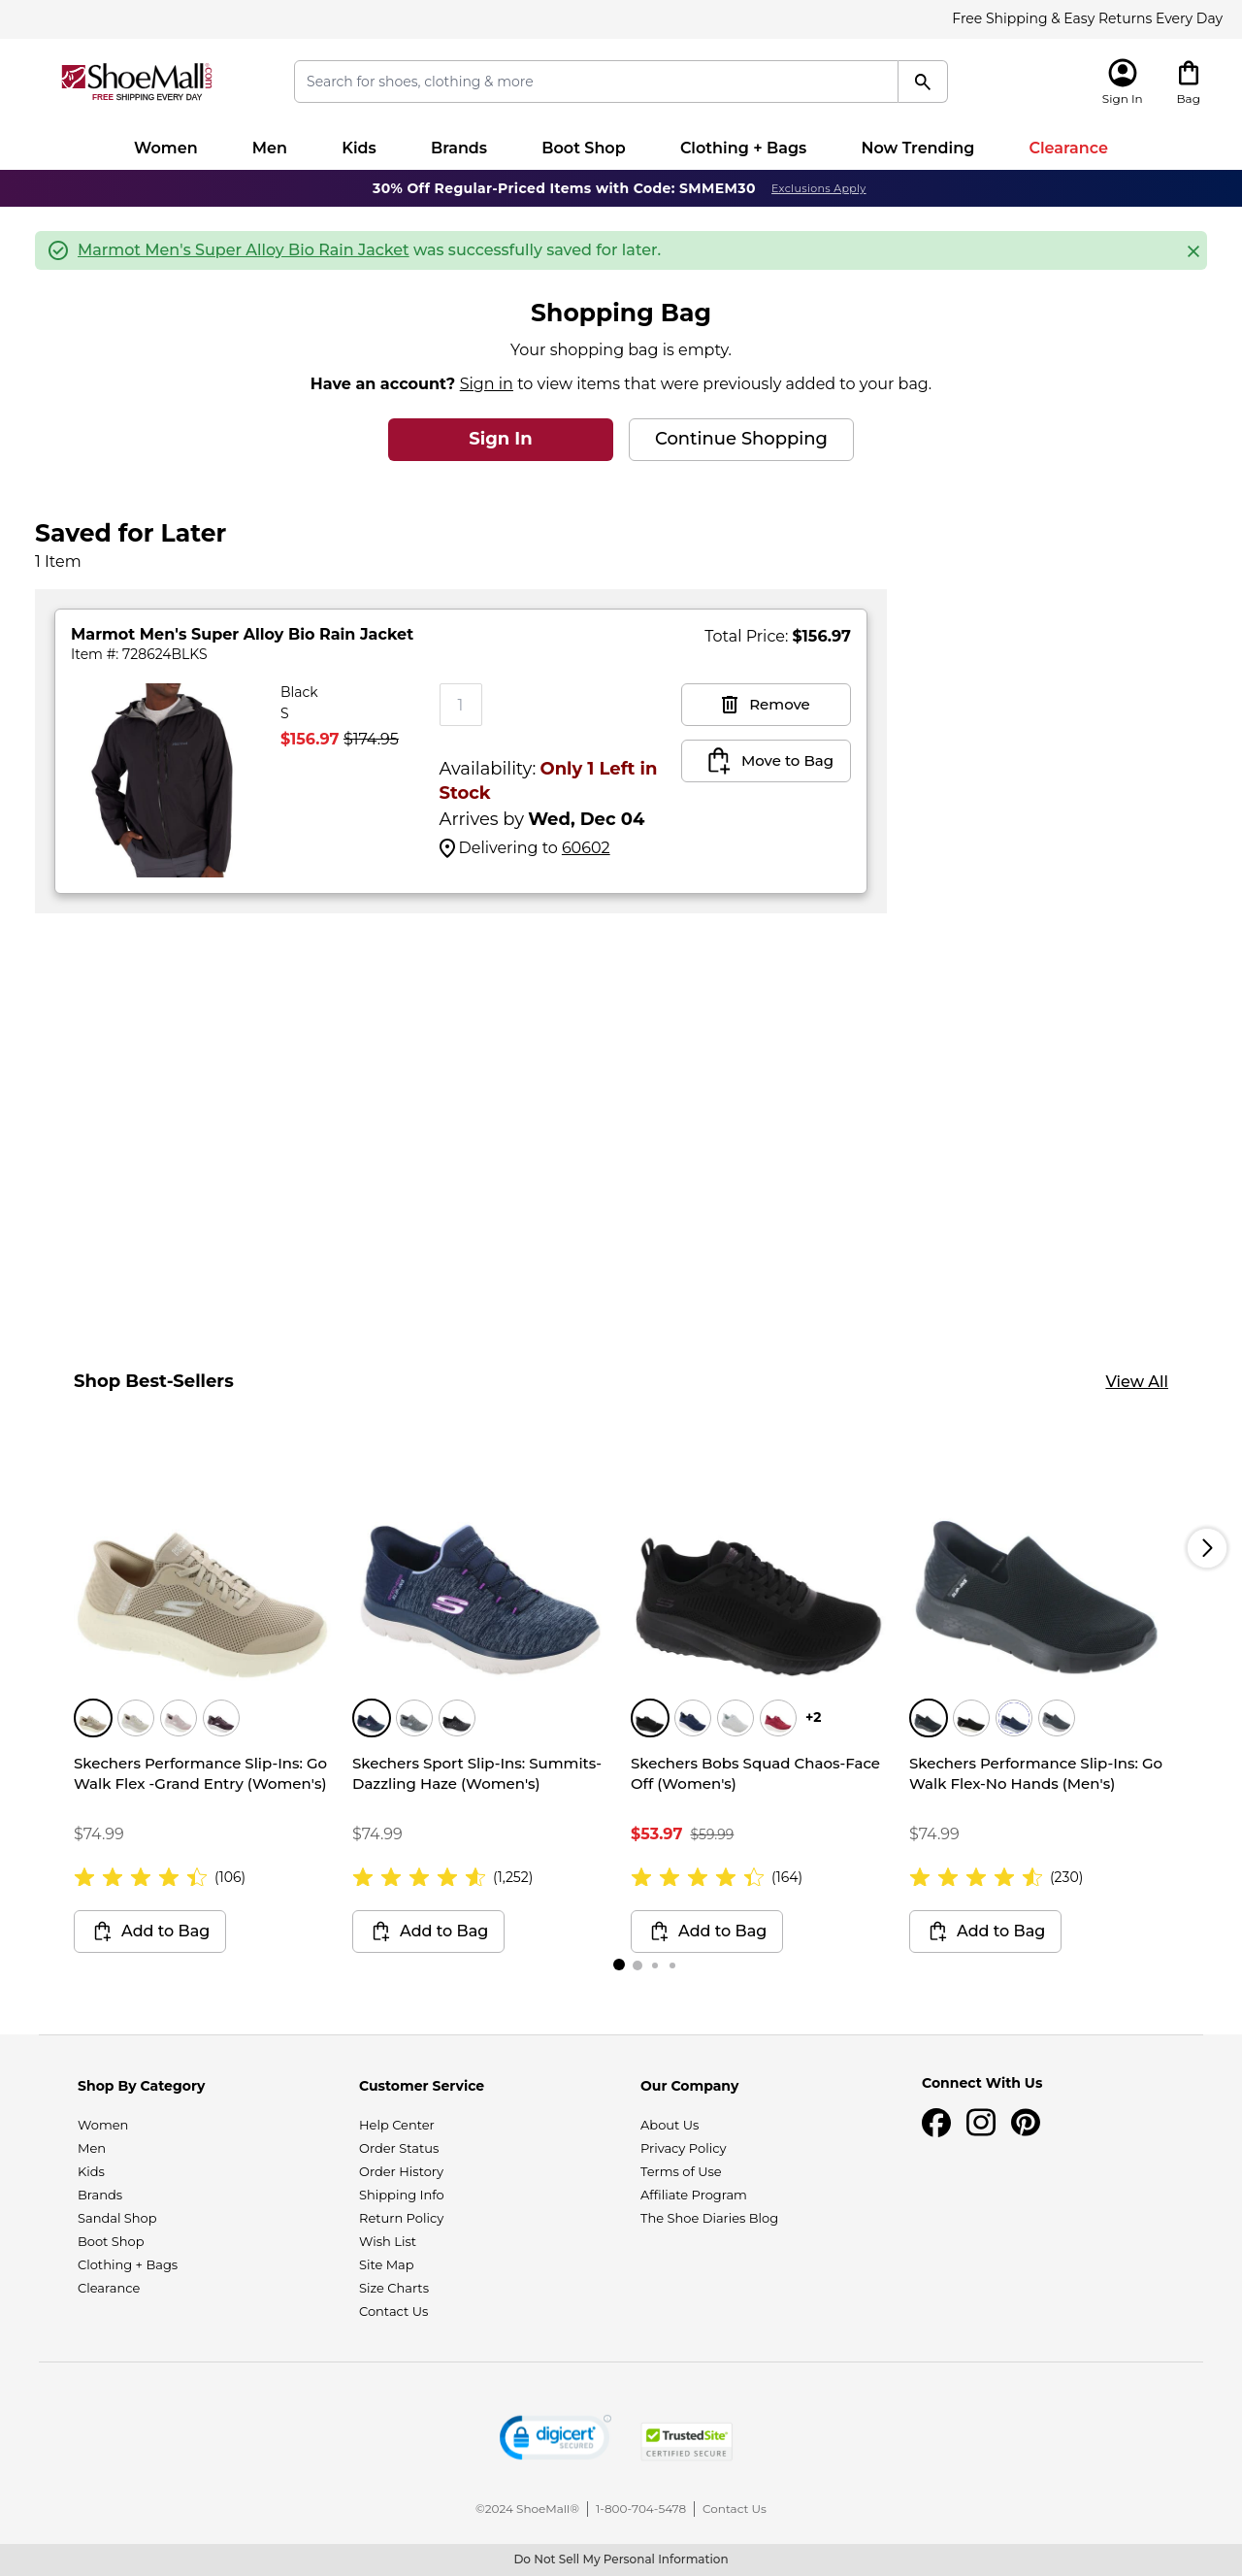 Free Shipping & Easy Returns Every Day
ShoeMall.com
FREE SHIPPING EVERY DAY
Search for shoes, clothing & more
Sign In
Bag
Women Men Kids Brands Boot Shop Clothing + Bags Now Trending Clearance
30% Off Regular-Priced Items with Code: SMMEM30 Exclusions Apply
Marmot Men's Super Alloy Bio Rain Jacket was successfully saved for later.
Shopping Bag
Your shopping bag is empty.
Have an account? Sign in to view items that were previously added to your bag.
Sign In
Continue Shopping
Saved for Later
1 Item
Marmot Men's Super Alloy Bio Rain Jacket
Item #: 728624BLKS
Total Price: $156.97
Black
S
$156.97 $174.95
1
Availability: Only 1 Left in
Stock
Arrives by Wed, Dec 04
Delivering to 60602
Remove
Move to Bag
Shop Best-Sellers
View All
Skechers Performance Slip-Ins: Go
Walk Flex -Grand Entry (Women's)
$74.99
(106)
Add to Bag
Skechers Sport Slip-Ins: Summits-
Dazzling Haze (Women's)
$74.99
(1,252)
Add to Bag
+2
Skechers Bobs Squad Chaos-Face
Off (Women's)
$53.97 $59.99
(164)
Add to Bag
Skechers Performance Slip-Ins: Go
Walk Flex-No Hands (Men's)
$74.99
(230)
Add to Bag
Shop By Category
Women
Men
Kids
Brands
Sandal Shop
Boot Shop
Clothing + Bags
Clearance
Customer Service
Help Center
Order Status
Order History
Shipping Info
Return Policy
Wish List
Site Map
Size Charts
Contact Us
Our Company
About Us
Privacy Policy
Terms of Use
Affiliate Program
The Shoe Diaries Blog
Connect With Us
digicert
SECURED
TrustedSite
CERTIFIED SECURE
©2024 ShoeMall® 1-800-704-5478 Contact Us
Do Not Sell My Personal Information